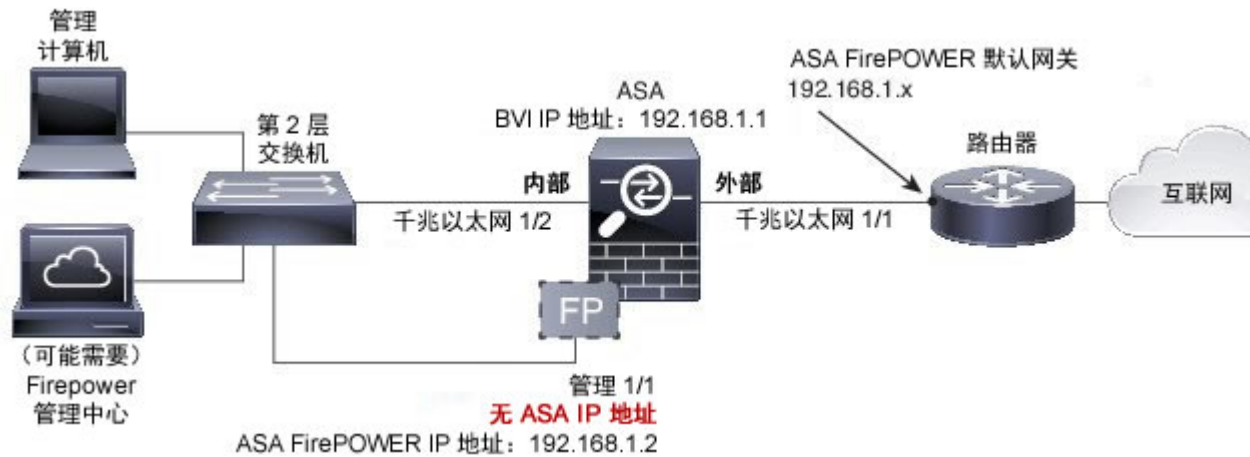 管理
计算机
第 2 层
交换机
ASA
BVI IP 地址：192.168.1.1
ASA FirePOWER 默认网关
192.168.1.x
路由器
互联网
内部
外部
千兆以太网 1/2
千兆以太网 1/1
FP
（可能需要）
Firepower
管理中心
管理 1/1
无 ASA IP 地址
ASA FirePOWER IP 地址：192.168.1.2